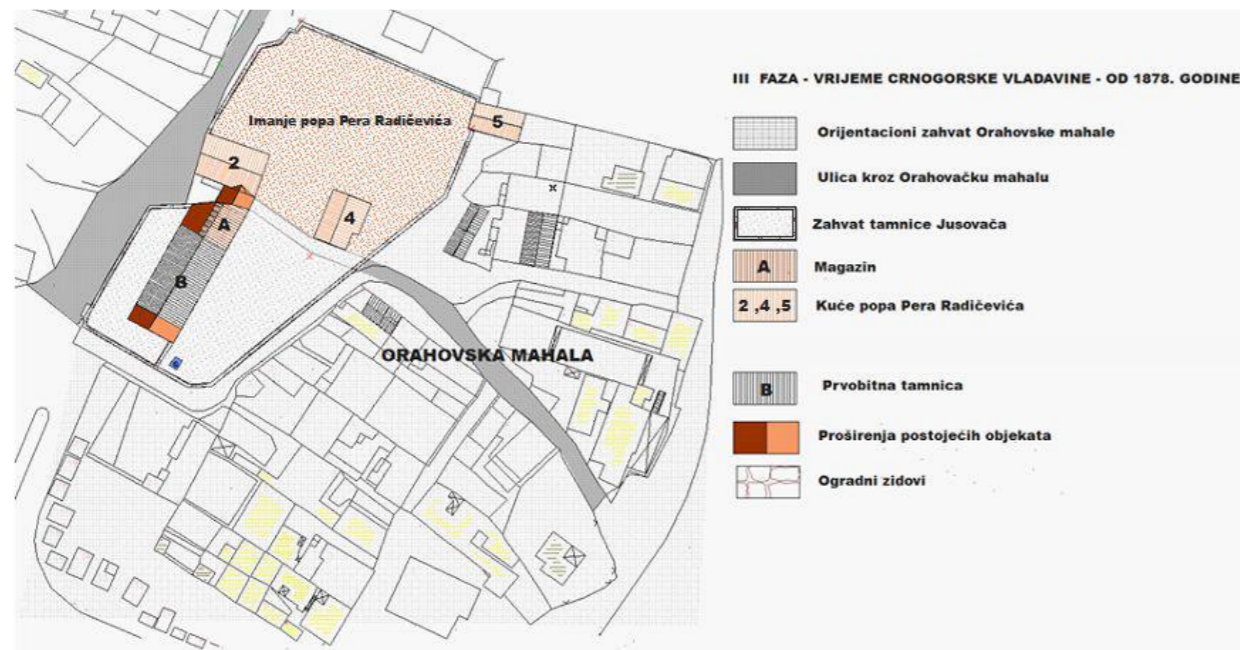 III FAZA - VRIJEME CRNOGORSKE VLADAVINE - OD 1878. GODINE
Imanje popa Pera Radičevića
5
2
4
A
B
ORAHOVSKA MAHALA
Orijentacioni zahvat Orahovske mahale
Ulica kroz Orahovačku mahalu
Zahvat tamnice Jusovača
A Magazin
2 ,4 ,5 Kuće popa Pera Radičevića
B Prvobitna tamnica
Proširenja postojećih objekata
Ogradni zidovi